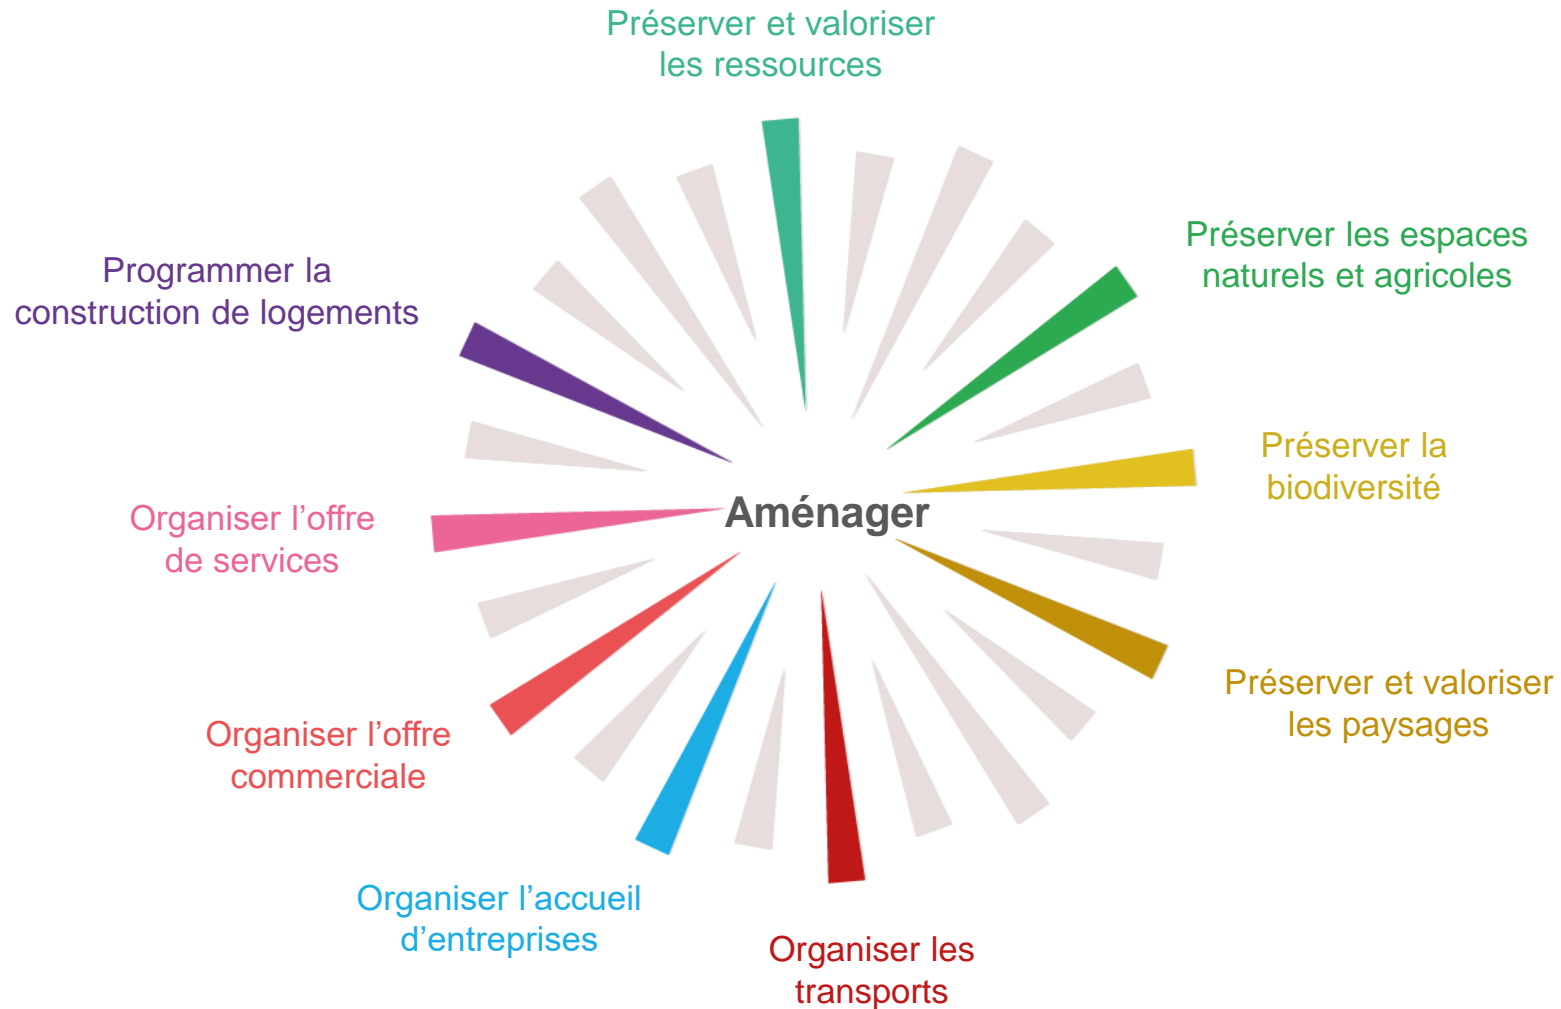 Préserver et valoriser
les ressources
Préserver les espaces
naturels et agricoles
Programmer la
construction de logements
Préserver la
biodiversité
Aménager
Organiser l’offre
de services
Préserver et valoriser
les paysages
Organiser l’offre
commerciale
Organiser l’accueil
d’entreprises
Organiser les
transports